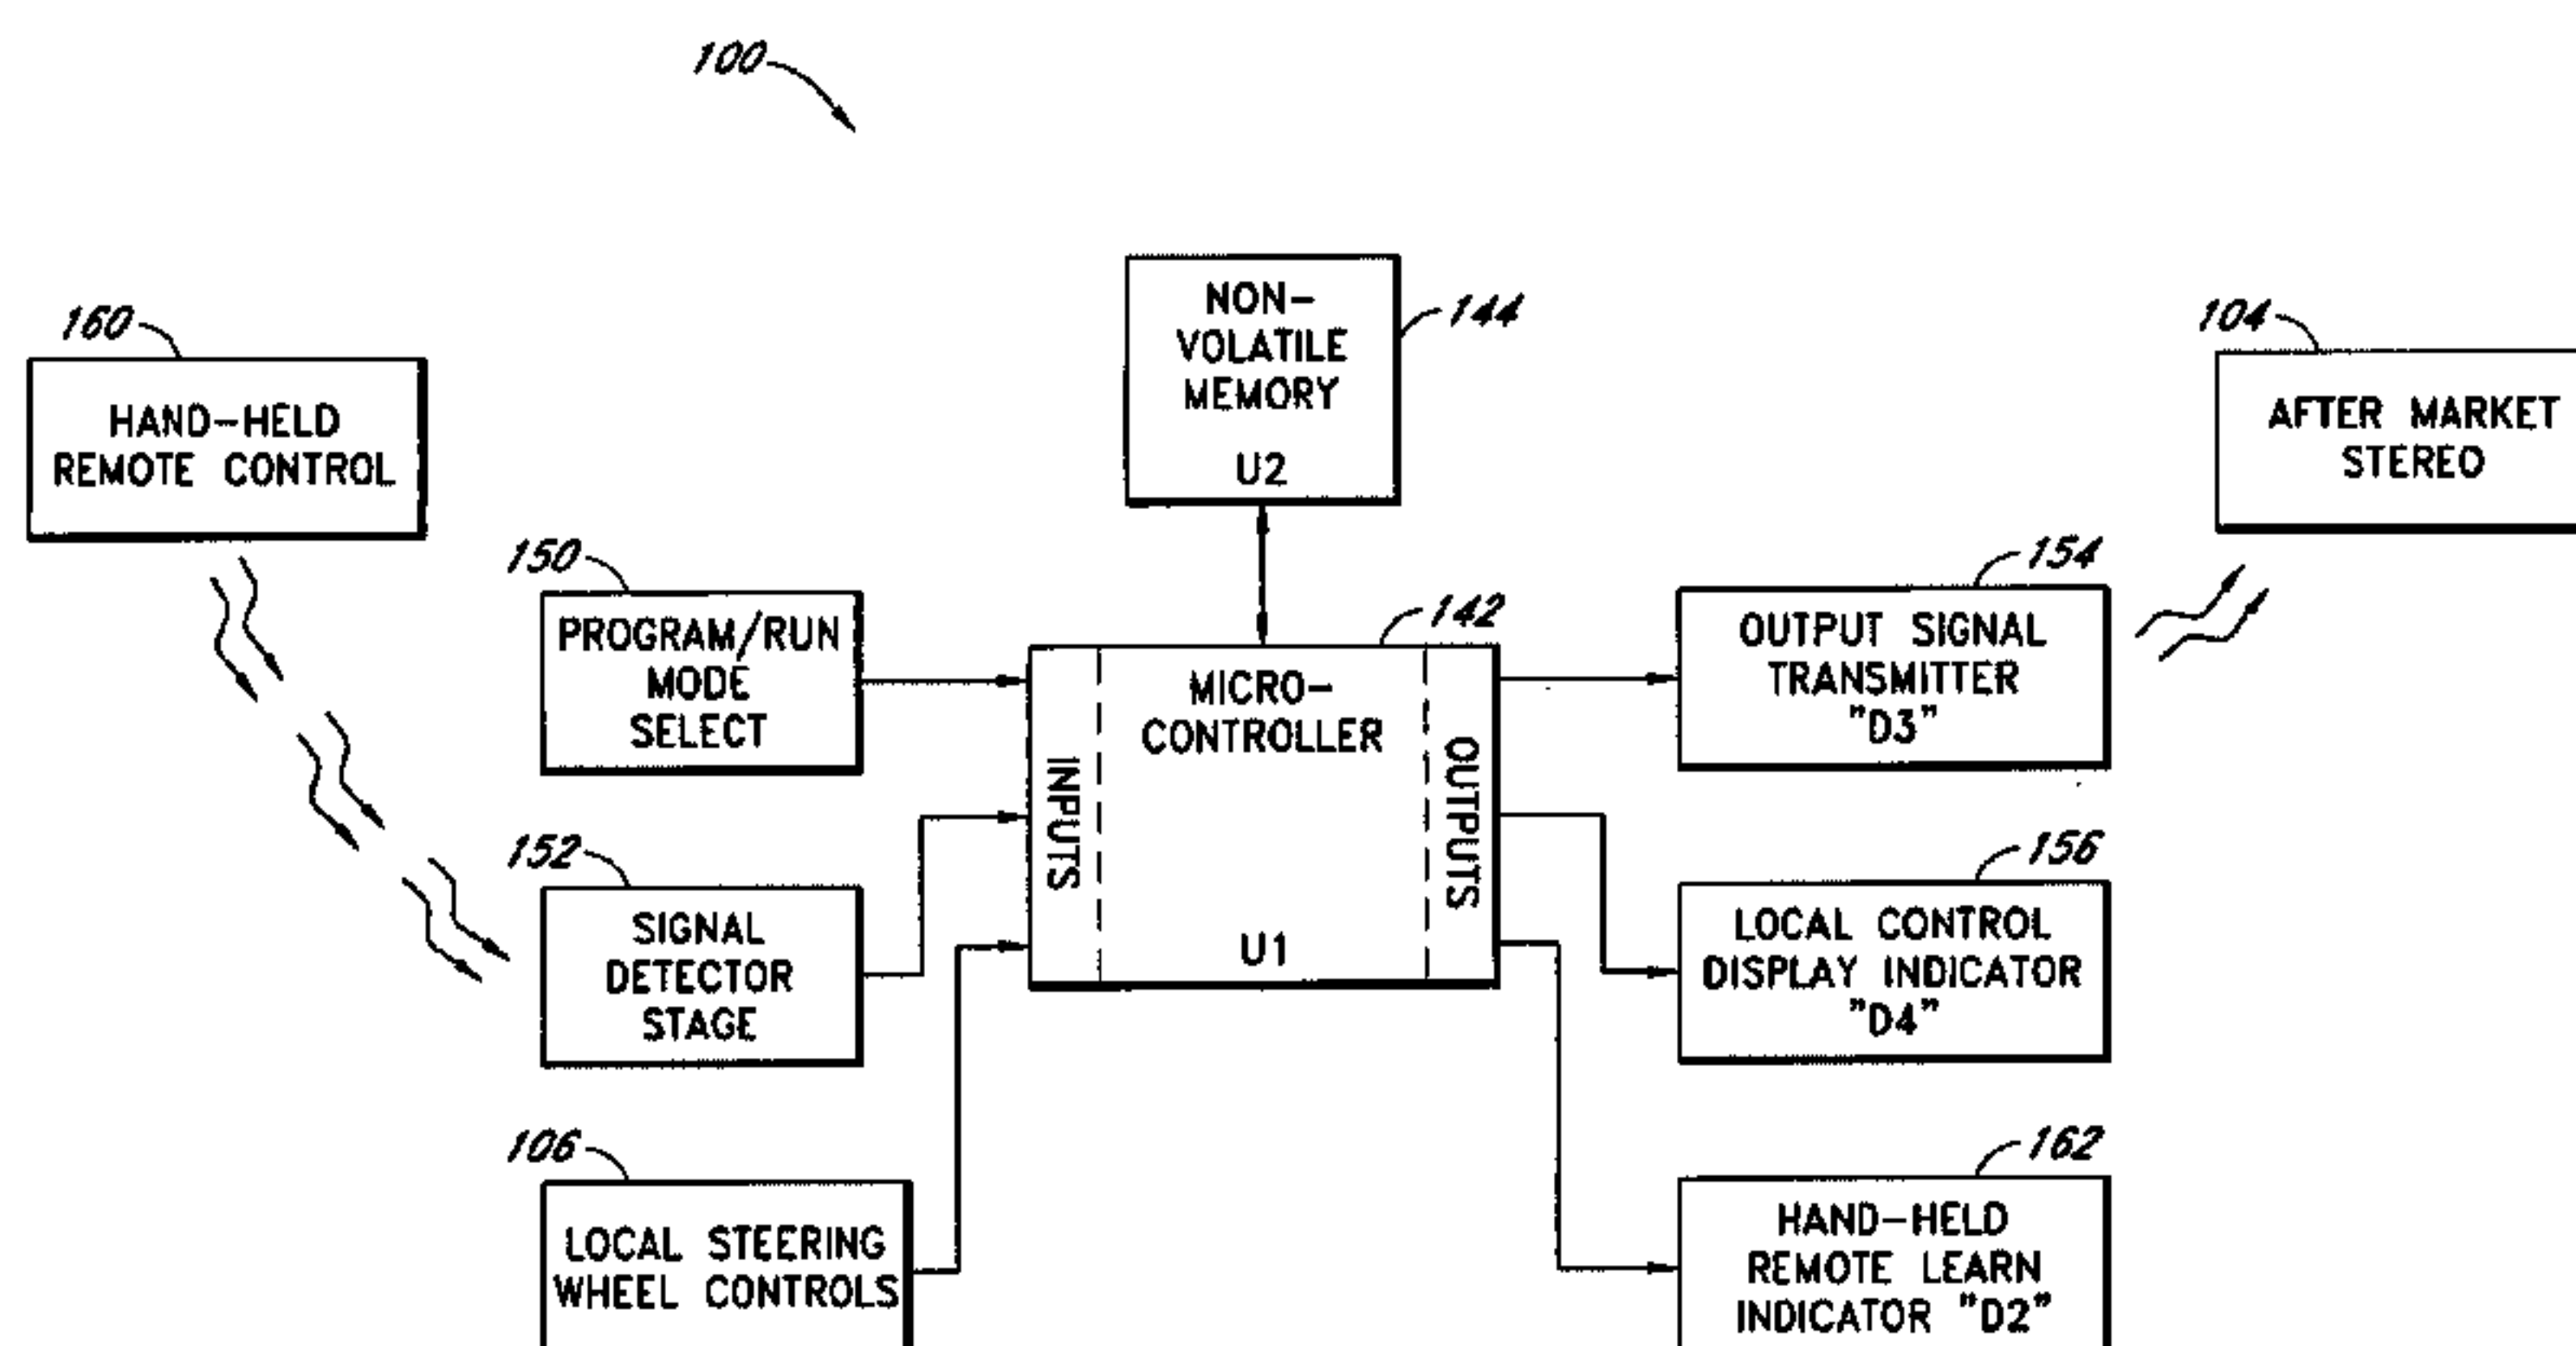 100
160
HAND-HELD
REMOTE CONTROL
NON-
VOLATILE
MEMORY
U2
144
104
AFTER MARKET
STEREO
150
PROGRAM/RUN
MODE
SELECT
142
INPUTS
MICRO-
CONTROLLER
U1
OUTPUTS
154
OUTPUT SIGNAL
TRANSMITTER
"D3"
152
SIGNAL
DETECTOR
STAGE
156
LOCAL CONTROL
DISPLAY INDICATOR
"D4"
106
LOCAL STEERING
WHEEL CONTROLS
162
HAND-HELD
REMOTE LEARN
INDICATOR "D2"